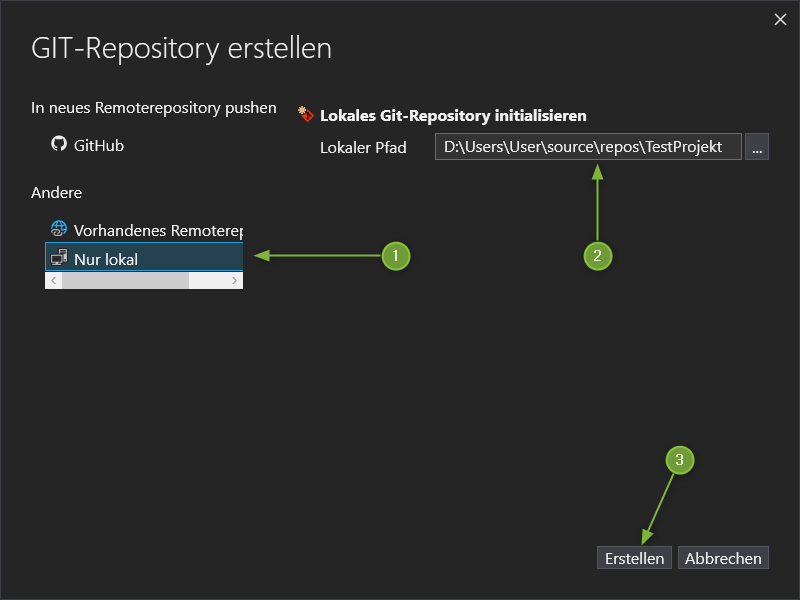 GIT-Repository erstellen
In neues Remoterepository pushen
GitHub
Andere
Vorhandenes Remoterep
Nur lokal
Lokales Git-Repository initialisieren
Lokaler Pfad D:\Users\User\source\repos\TestProjekt ...
1
2
3
Erstellen Abbrechen